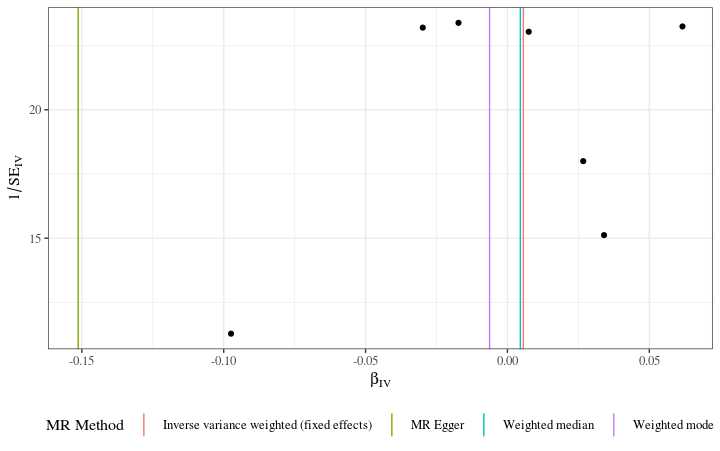 20
15
1/SE_IV
-0.15 -0.10 -0.05 0.00 0.05
β_IV
MR Method Inverse variance weighted (fixed effects) MR Egger Weighted median Weighted mode